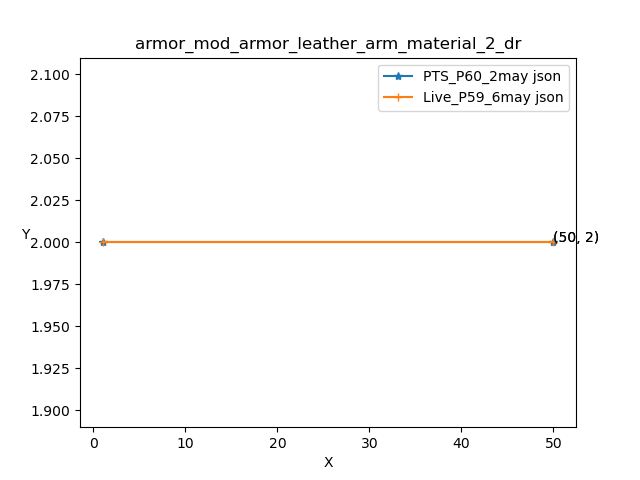 armor_mod_armor_leather_arm_material_2_dr
PTS_P60_2may json
Live_P59_6may json
2.100
2.075
2.050
2.025
2.000
1.975
1.950
1.925
1.900
Y
(50, 2)
0 10 20 30 40 50
X